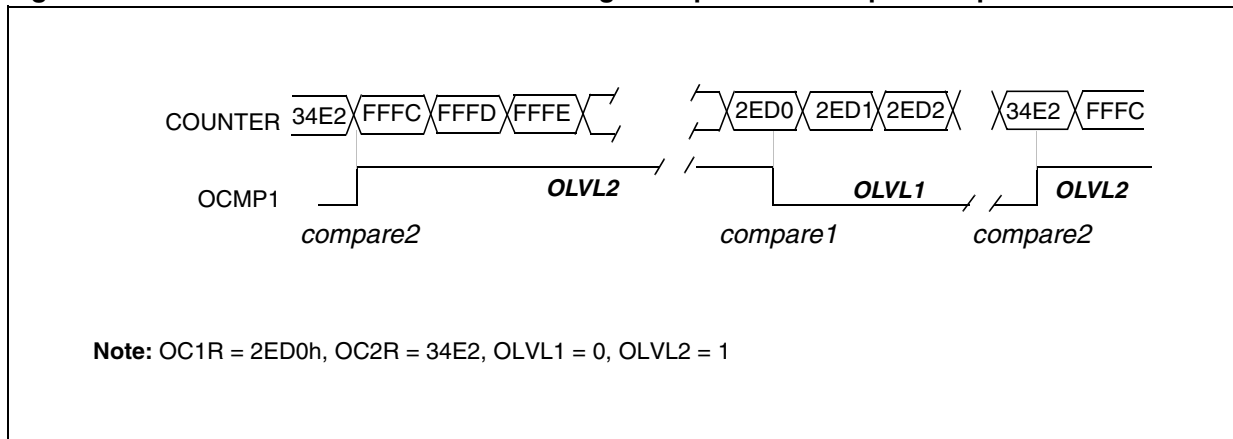 COUNTER 34E2 FFFC FFFD FFFE 2ED0 2ED1 2ED2 34E2 FFFC
OCMP1 OLVL2 OLVL1 OLVL2
compare2 compare1 compare2
Note: OC1R = 2ED0h, OC2R = 34E2, OLVL1 = 0, OLVL2 = 1